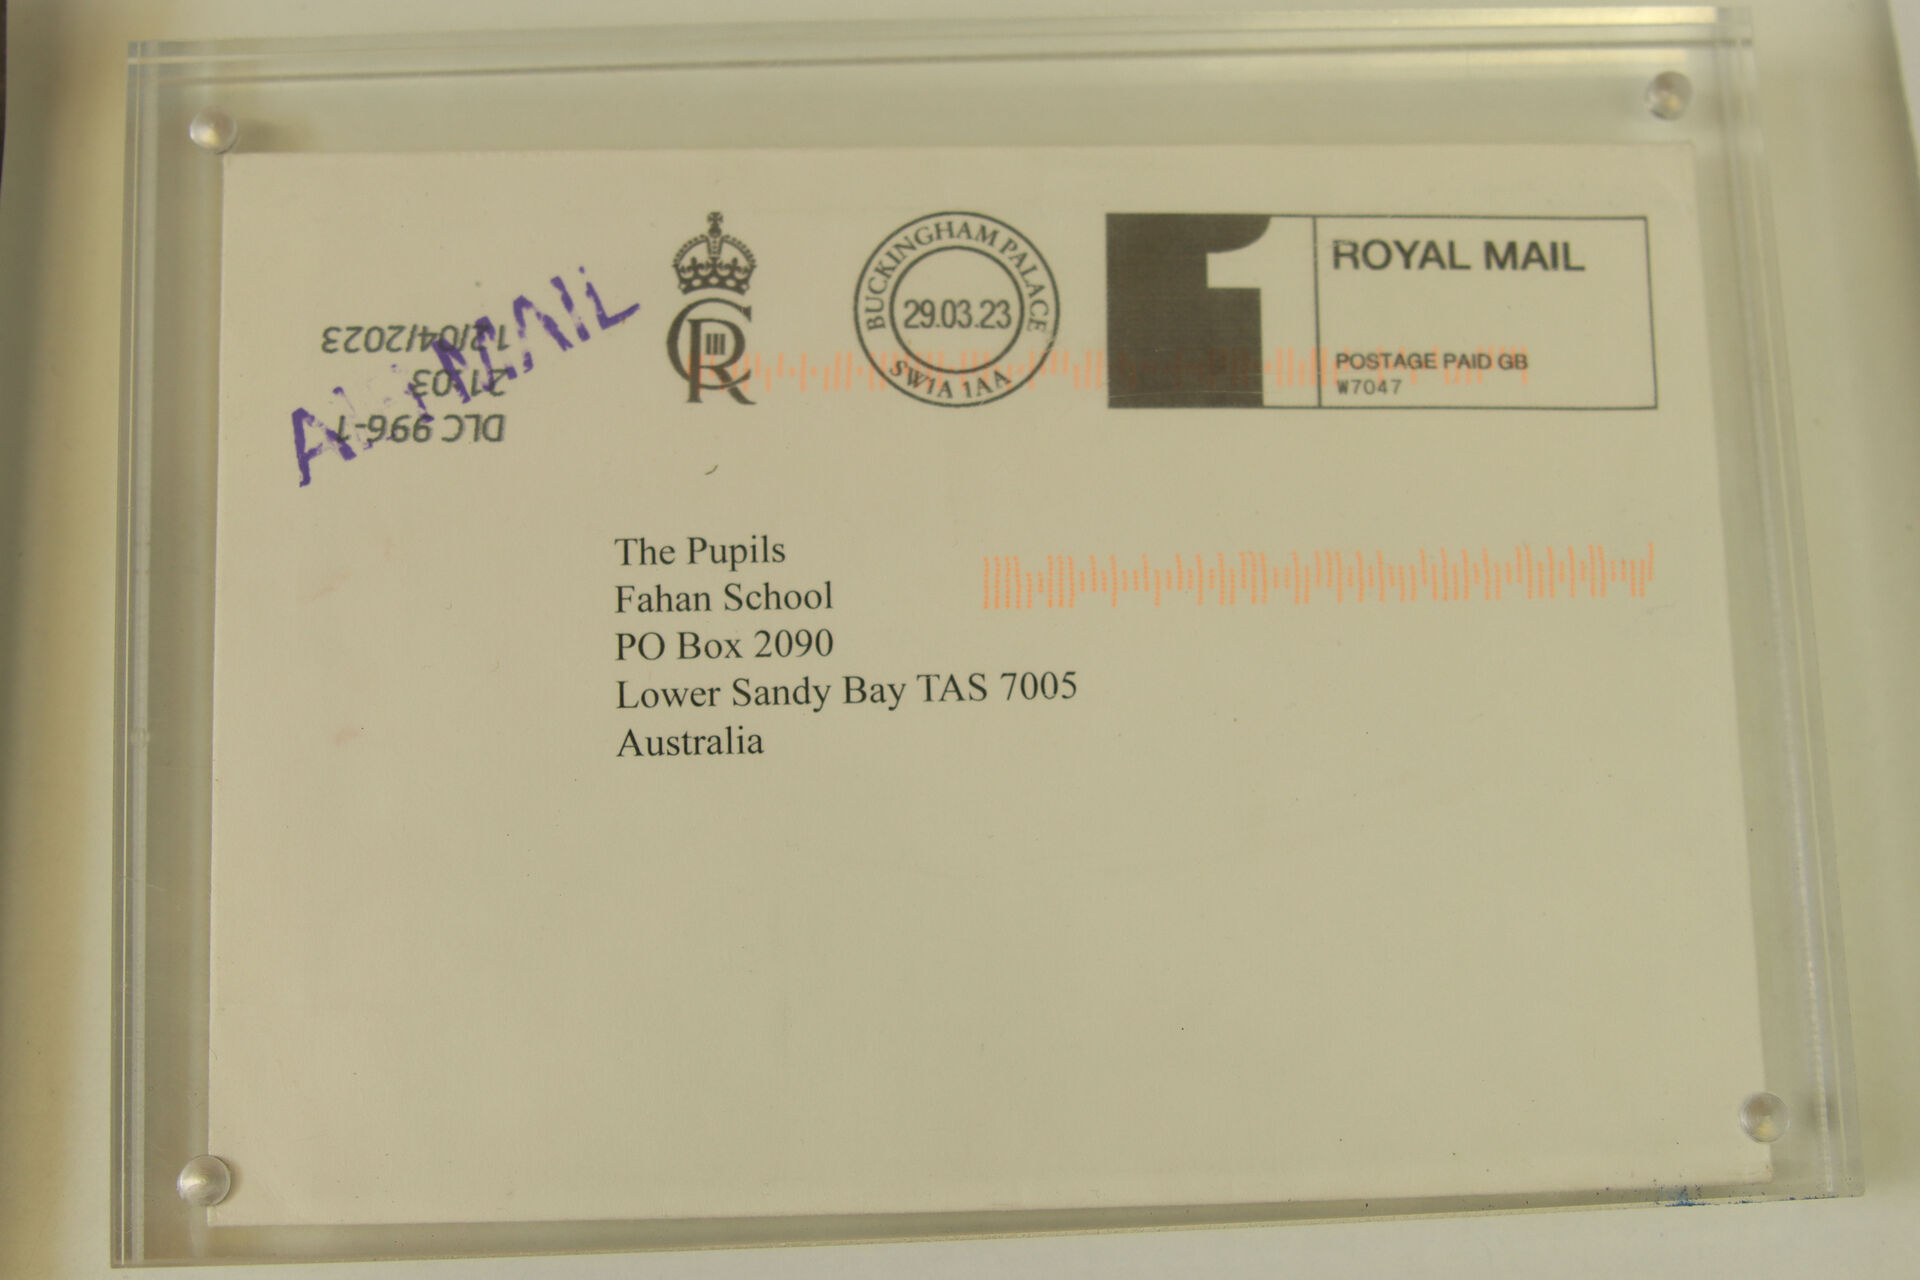 AIR MAIL
12/04/2023
21:03
DLC 996-1
CR III
BUCKINGHAM PALACE
29.03.23
SW1A 1AA
1
ROYAL MAIL
POSTAGE PAID GB
W7047
The Pupils
Fahan School
PO Box 2090
Lower Sandy Bay TAS 7005
Australia